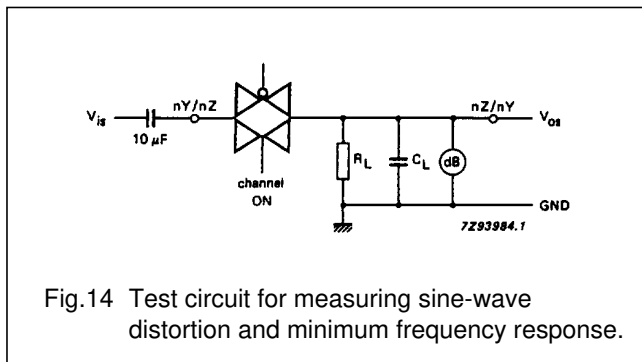 V_is
10 μF
nY/nZ
channel
ON
R_L
C_L
dB
nZ/nY
V_os
GND
7Z93984.1
Fig.14 Test circuit for measuring sine-wave
distortion and minimum frequency response.